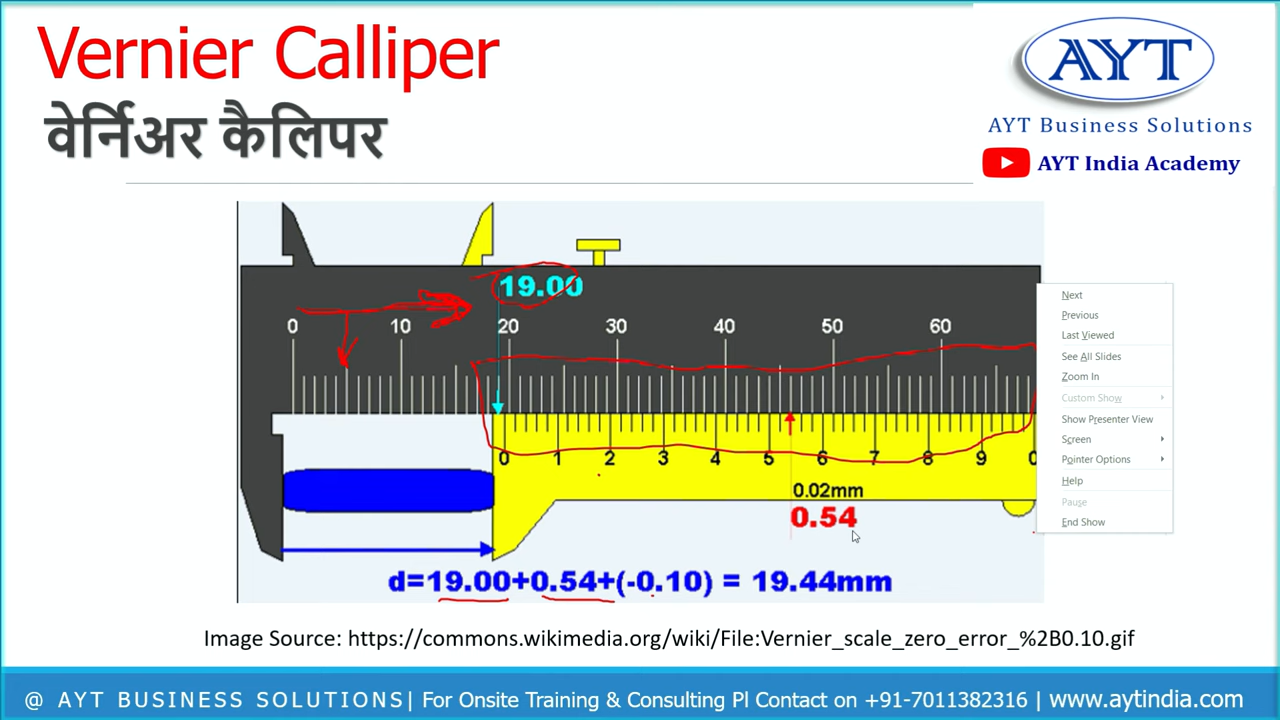 Vernier Calliper
वेर्निअर कैलिपर
AYT
AYT Business Solutions
AYT India Academy
19.00
0 10 20 30 40 50 60
0 1 2 3 4 5 6 7 8 9 0
0.02mm
0.54
d=19.00+0.54+(-0.10) = 19.44mm
Next
Previous
Last Viewed
See All Slides
Zoom In
Custom Show
Show Presenter View
Screen
Pointer Options
Help
Pause
End Show
Image Source: https://commons.wikimedia.org/wiki/File:Vernier_scale_zero_error_%2B0.10.gif
@ AYT BUSINESS SOLUTIONS| For Onsite Training & Consulting Pl Contact on +91-7011382316 | www.aytindia.com